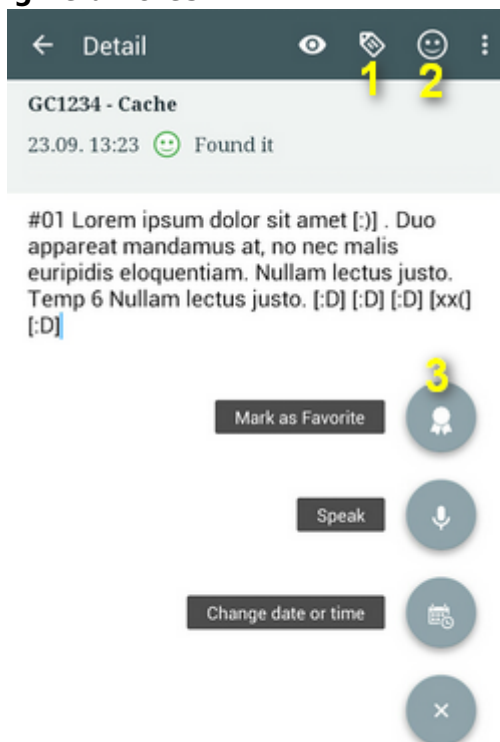 Detail
1
2
GC1234 - Cache
23.09. 13:23 Found it
#01 Lorem ipsum dolor sit amet [:)] . Duo
appareat mandamus at, no nec malis
euripidis eloquentiam. Nullam lectus justo.
Temp 6 Nullam lectus justo. [:D] [:D] [:D] [xx(]
[:D]
3
Mark as Favorite
Speak
Change date or time